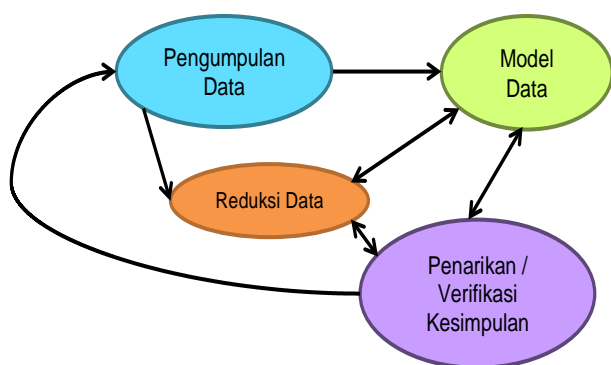 Pengumpulan
Data
Model
Data
Reduksi Data
Penarikan /
Verifikasi
Kesimpulan